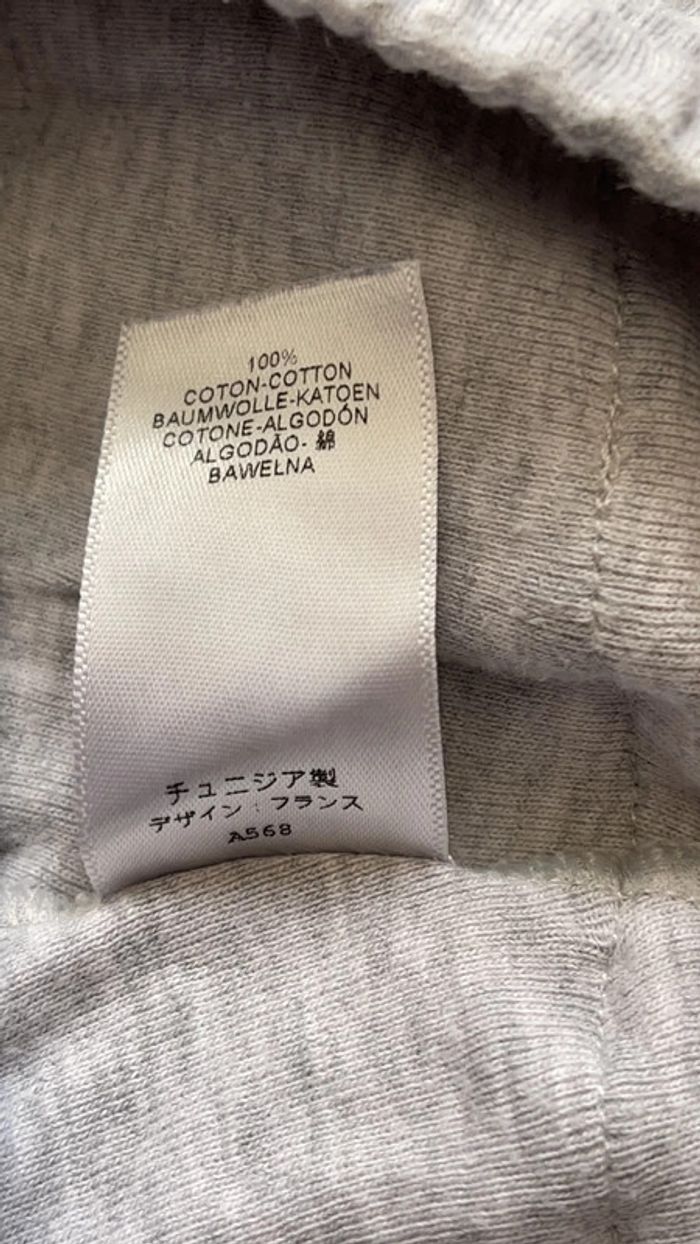 100%
COTON-COTTON
BAUMWOLLE-KATOEN
COTONE-ALGODÓN
ALGODÃO- 綿
BAWELNA
チュニジア製
デザイン : フランス
A568